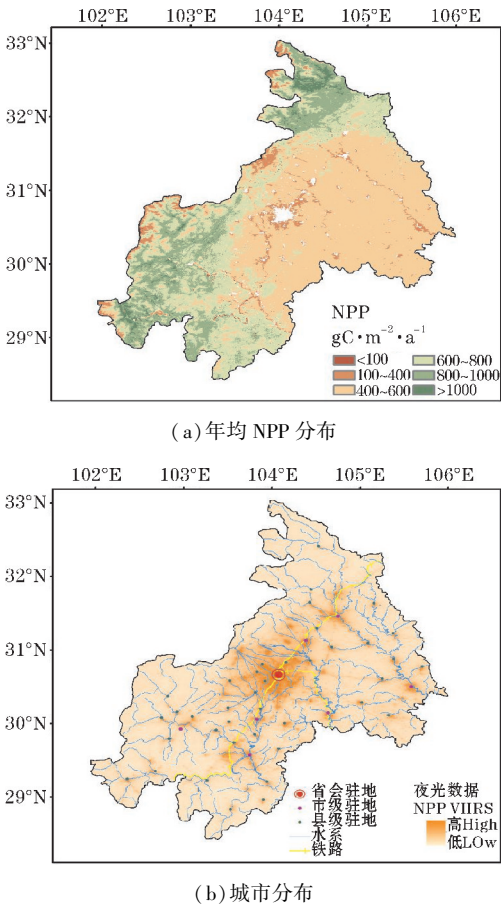 102°E 103°E 104°E 105°E 106°E
33°N
32°N
31°N
30°N
29°N
NPP
gC·m⁻²·a⁻¹
<100 600~800
100~400 800~1000
400~600 >1000
(a)年均 NPP 分布
102°E 103°E 104°E 105°E 106°E
33°N
32°N
31°N
30°N
29°N
省会驻地 夜光数据
市级驻地 NPP VIIRS
县级驻地 高High
水系 低LOw
铁路
(b)城市分布